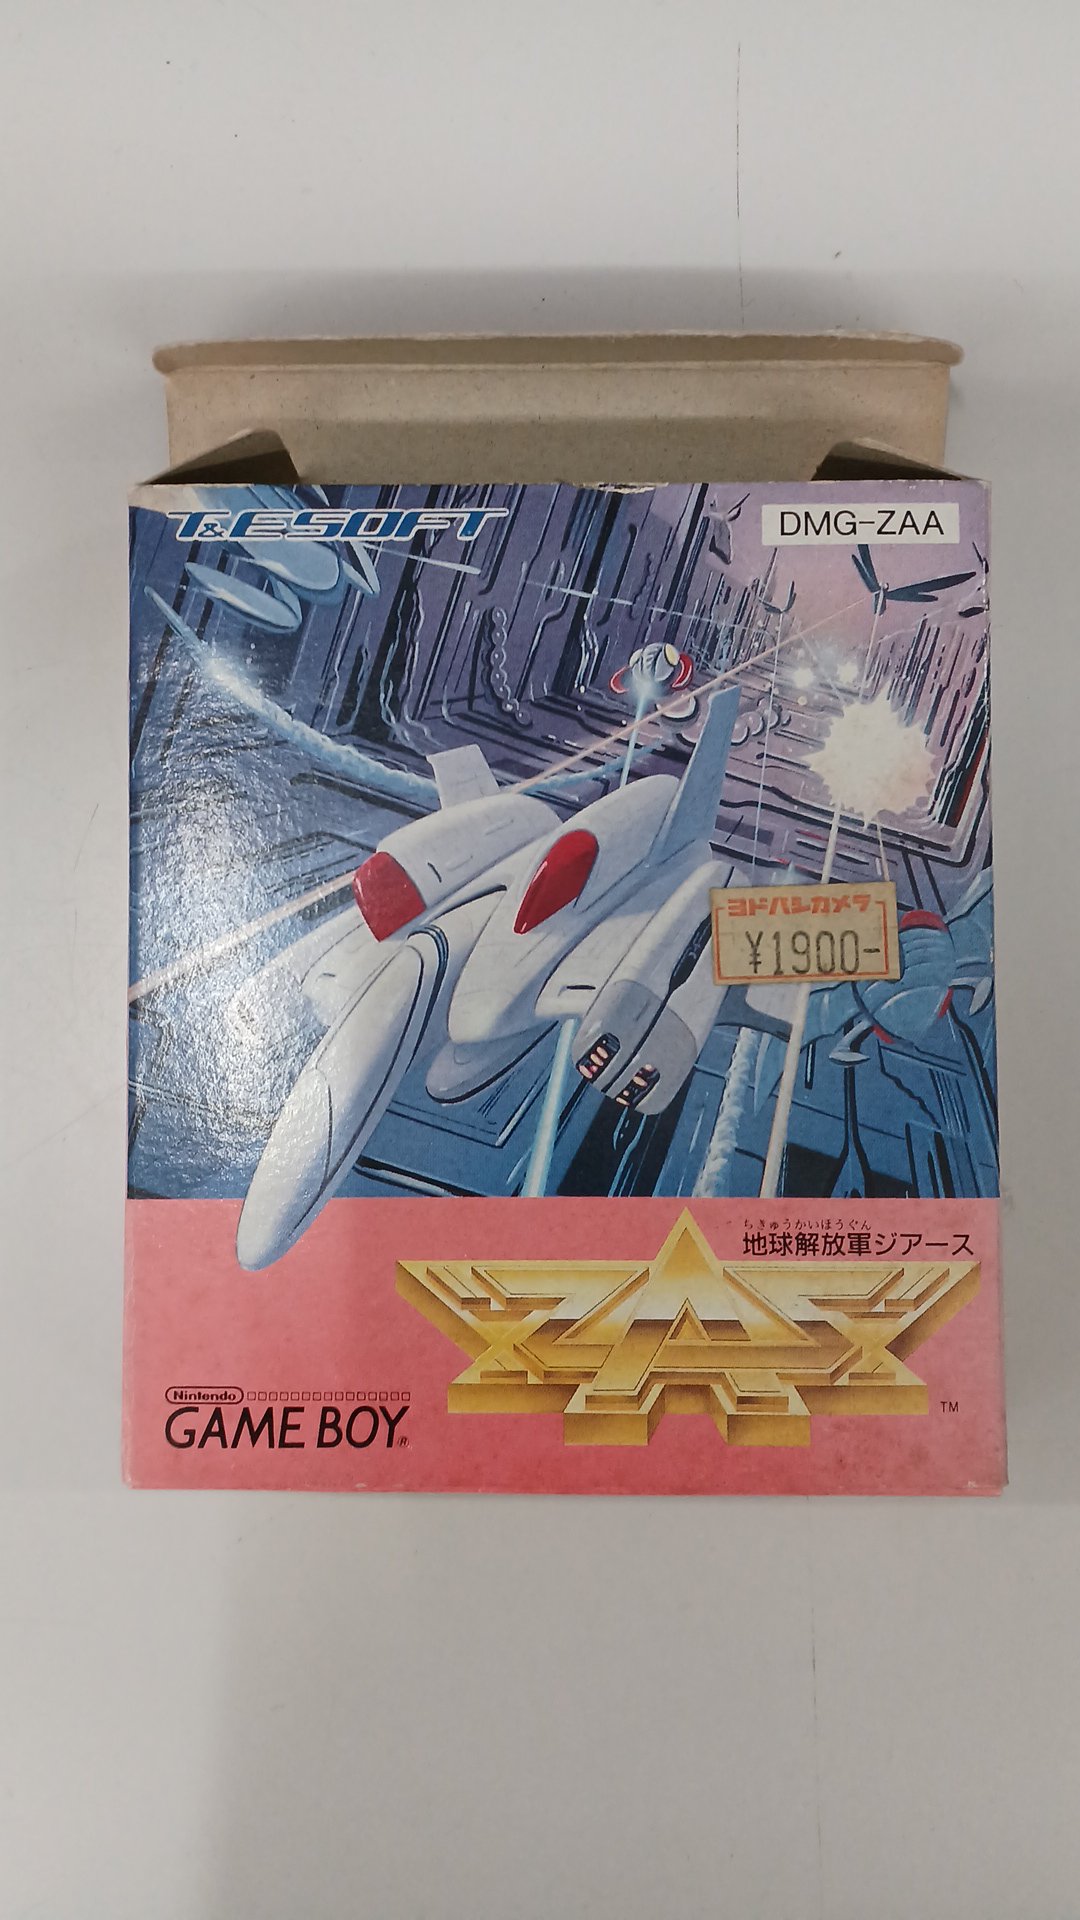 T&E SOFT
DMG-ZAA
ヨドバシカメラ
¥1900-
ちきゅうかいほうぐん
地球解放軍ジアース
ZAS
TM
Nintendo
GAME BOY®